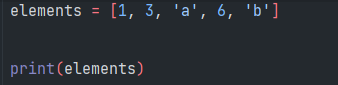 elements = [1, 3, 'a', 6, 'b']
print(elements)